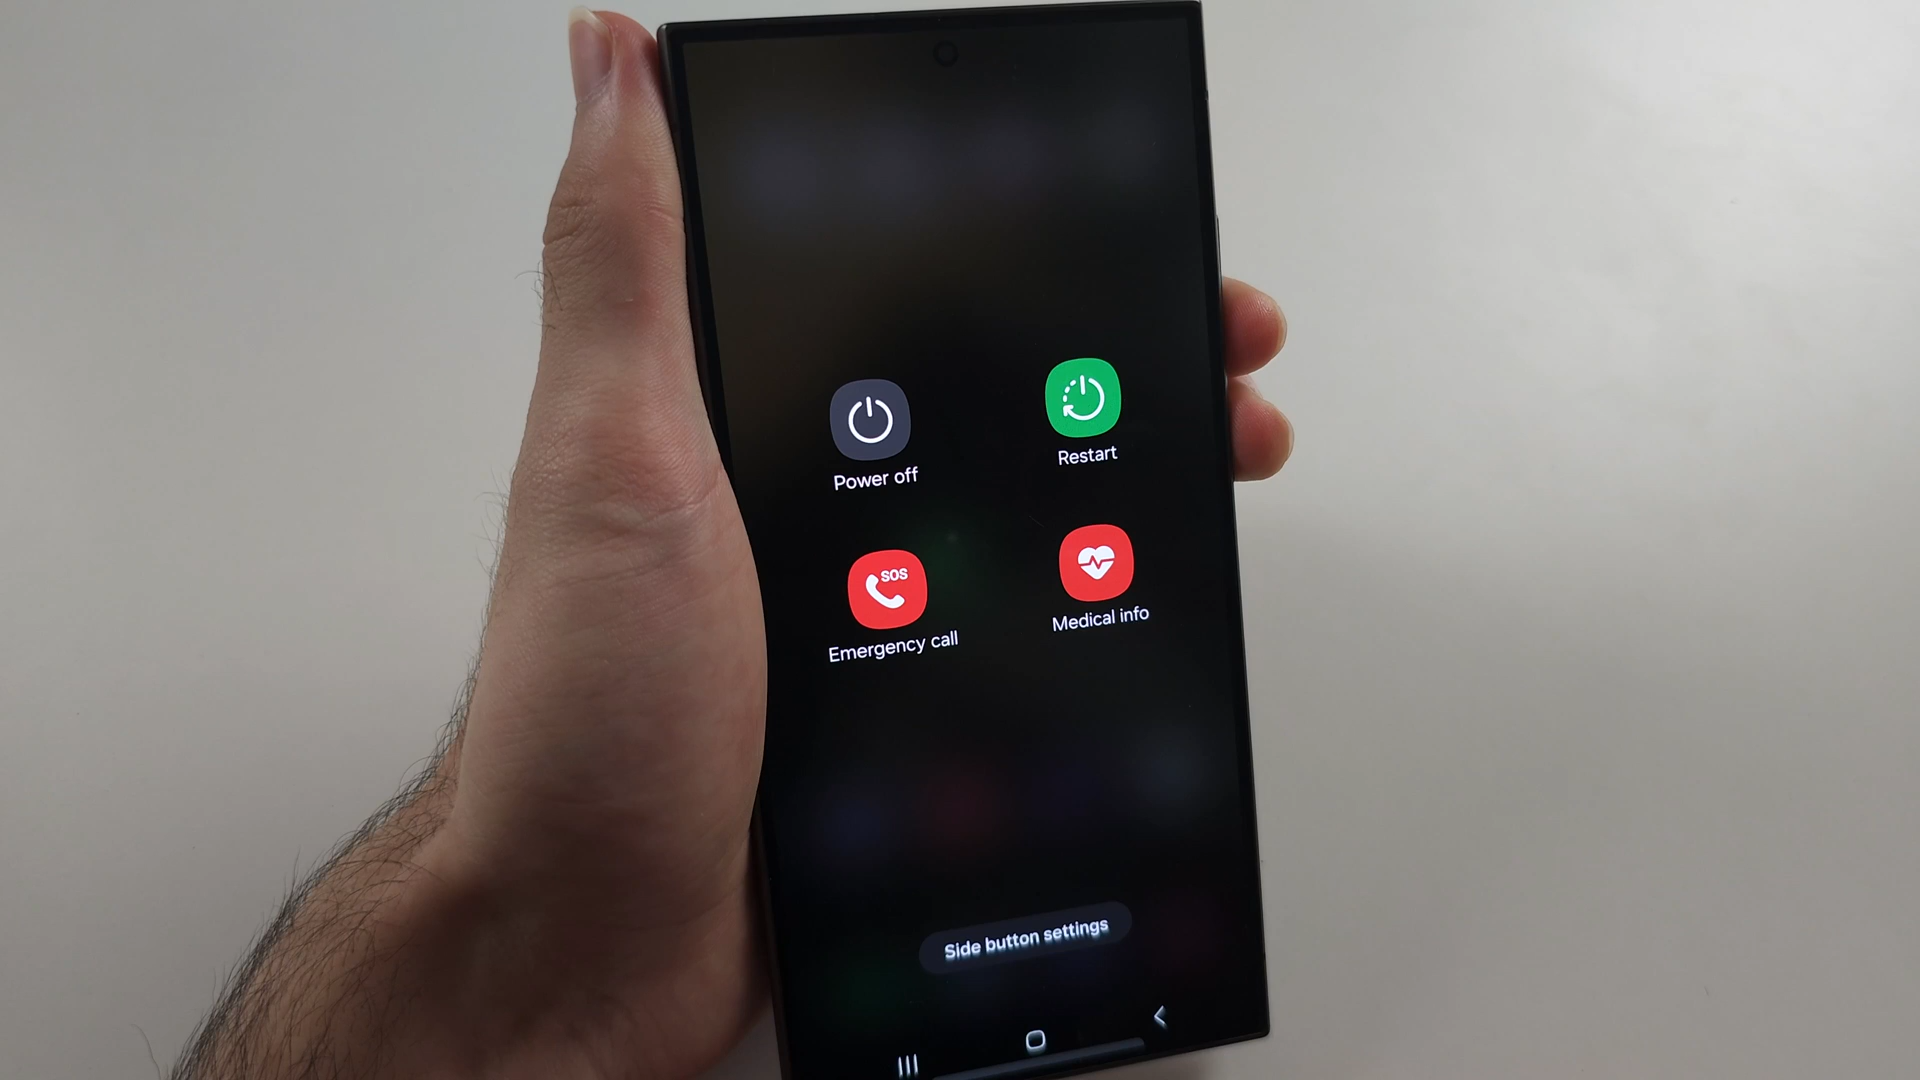 Power off
Restart
SOS
Emergency call
Medical info
Side button settings